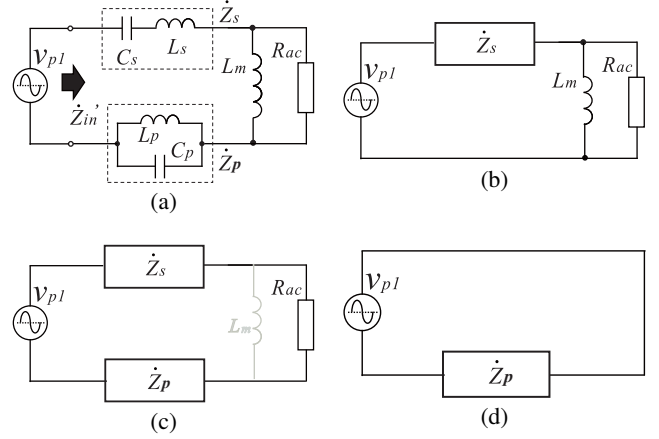 Żs
Cs
Ls
vp1
Żin'
Lm
Rac
Lp
Cp
Żp
(a)
Żs
vp1
Lm
Rac
(b)
Żs
vp1
Lm
Rac
Żp
(c)
vp1
Żp
(d)